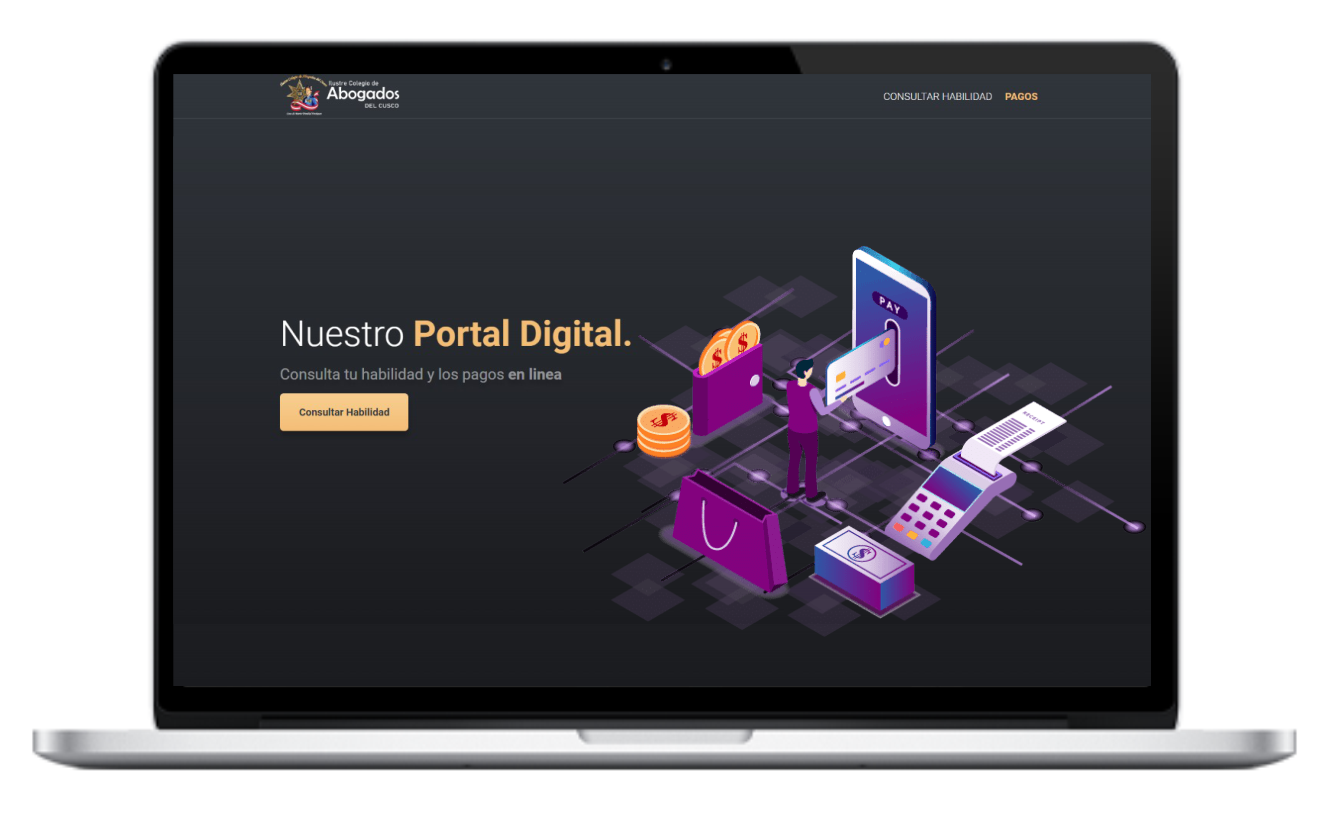 Ilustre Colegio de
Abogados
DEL CUSCO
CONSULTAR HABILIDAD PAGOS
Nuestro Portal Digital.
Consulta tu habilidad y los pagos en linea
Consultar Habilidad
PAY
RECEIPT